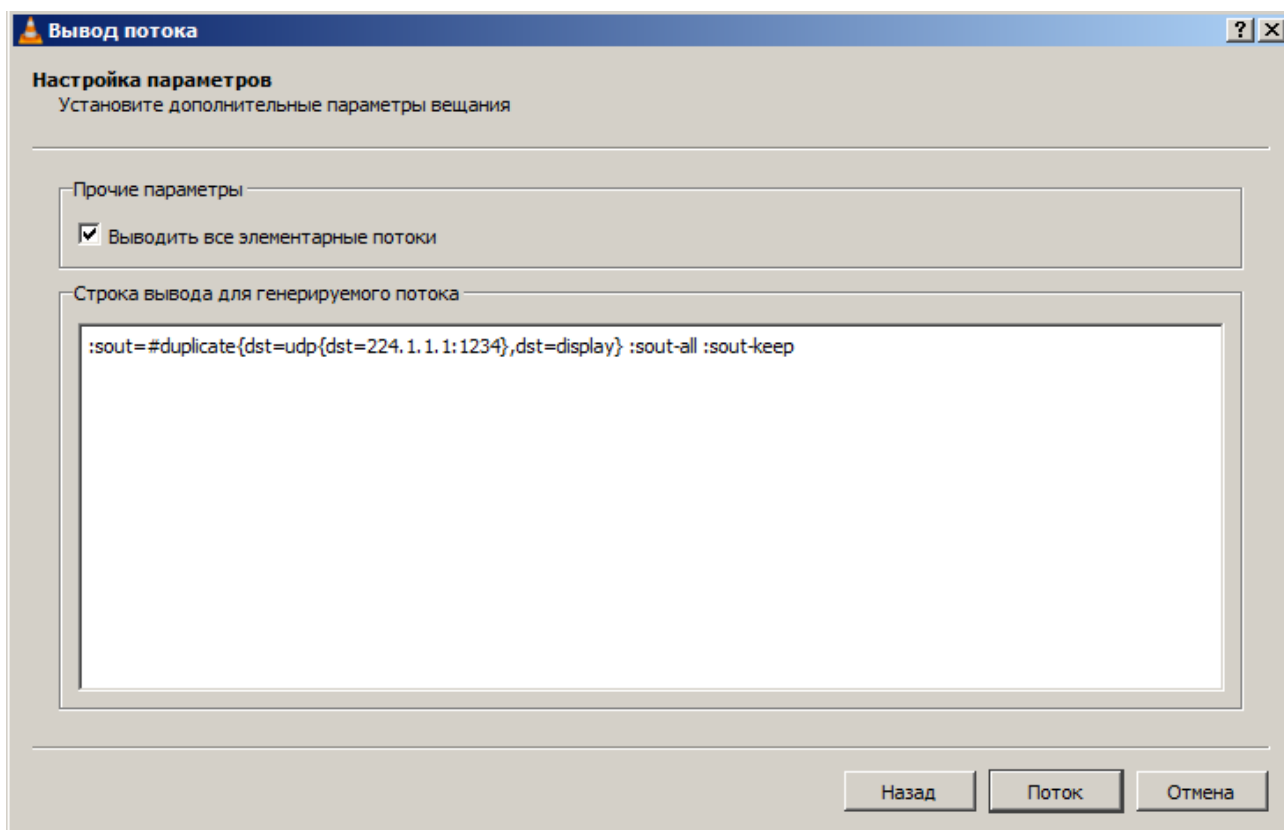 Вывод потока
Настройка параметров
Установите дополнительные параметры вещания
Прочие параметры
Выводить все элементарные потоки
Строка вывода для генерируемого потока
:sout=#duplicate{dst=udp{dst=224.1.1.1:1234},dst=display} :sout-all :sout-keep
Назад
Поток
Отмена